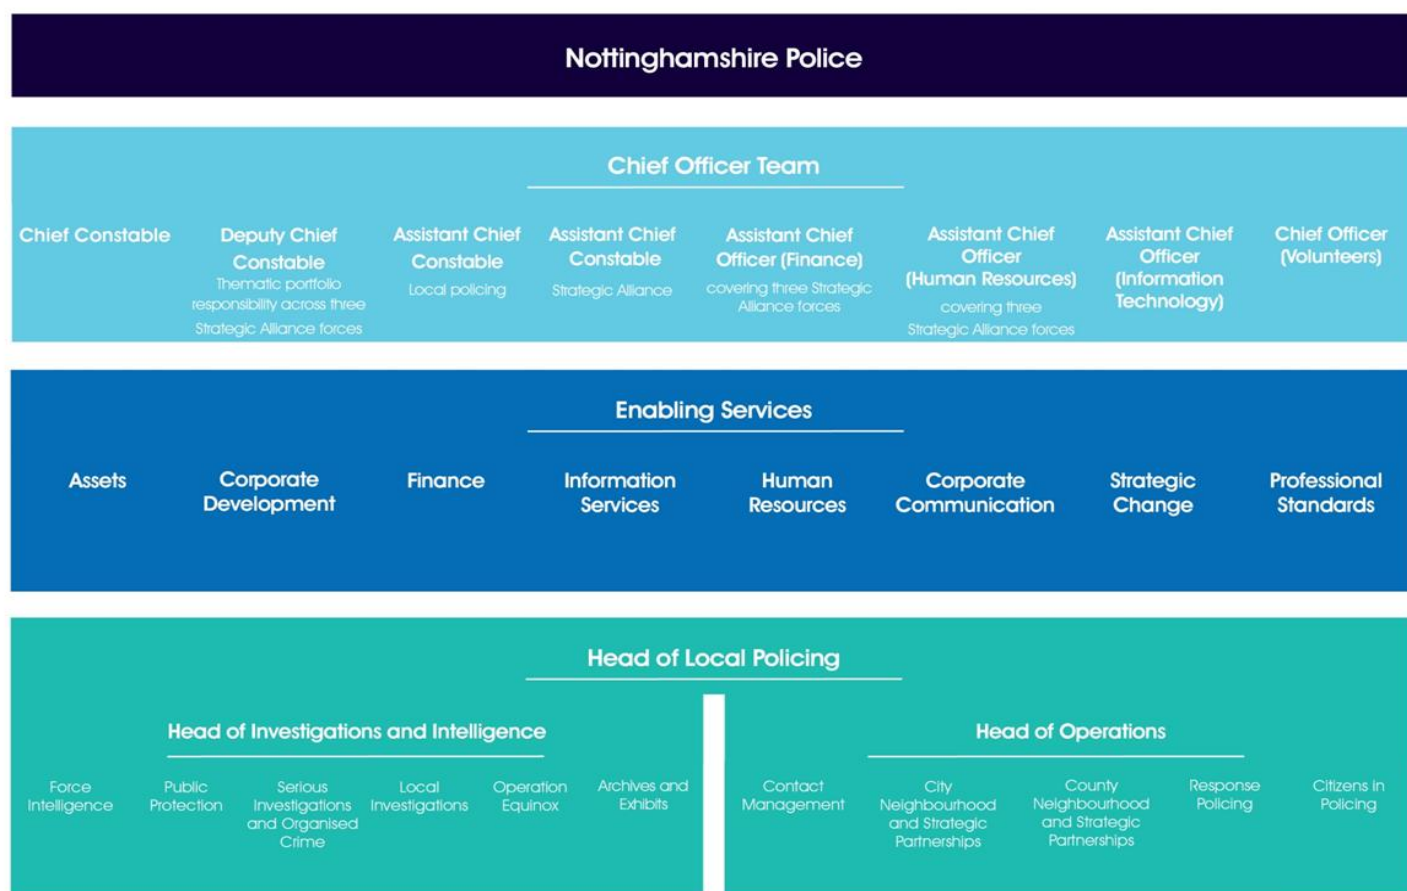 Nottinghamshire Police
Chief Officer Team
Chief Constable
Deputy Chief
Constable
Thematic portfolio
responsibility across three
Strategic Alliance forces
Assistant Chief
Constable
Local policing
Assistant Chief
Constable
Strategic Alliance
Assistant Chief
Officer (Finance)
covering three Strategic
Alliance forces
Assistant Chief
Officer
(Human Resources)
covering three
Strategic Alliance forces
Assistant Chief
Officer
(Information
Technology)
Chief Officer
(Volunteers)
Enabling Services
Assets
Corporate
Development
Finance
Information
Services
Human
Resources
Corporate
Communication
Strategic
Change
Professional
Standards
Head of Local Policing
Head of Investigations and Intelligence
Force
Intelligence
Public
Protection
Serious
Investigations
and Organised
Crime
Local
Investigations
Operation
Equinox
Archives and
Exhibits
Head of Operations
Contact
Management
City
Neighbourhood
and Strategic
Partnerships
County
Neighbourhood
and Strategic
Partnerships
Response
Policing
Citizens in
Policing